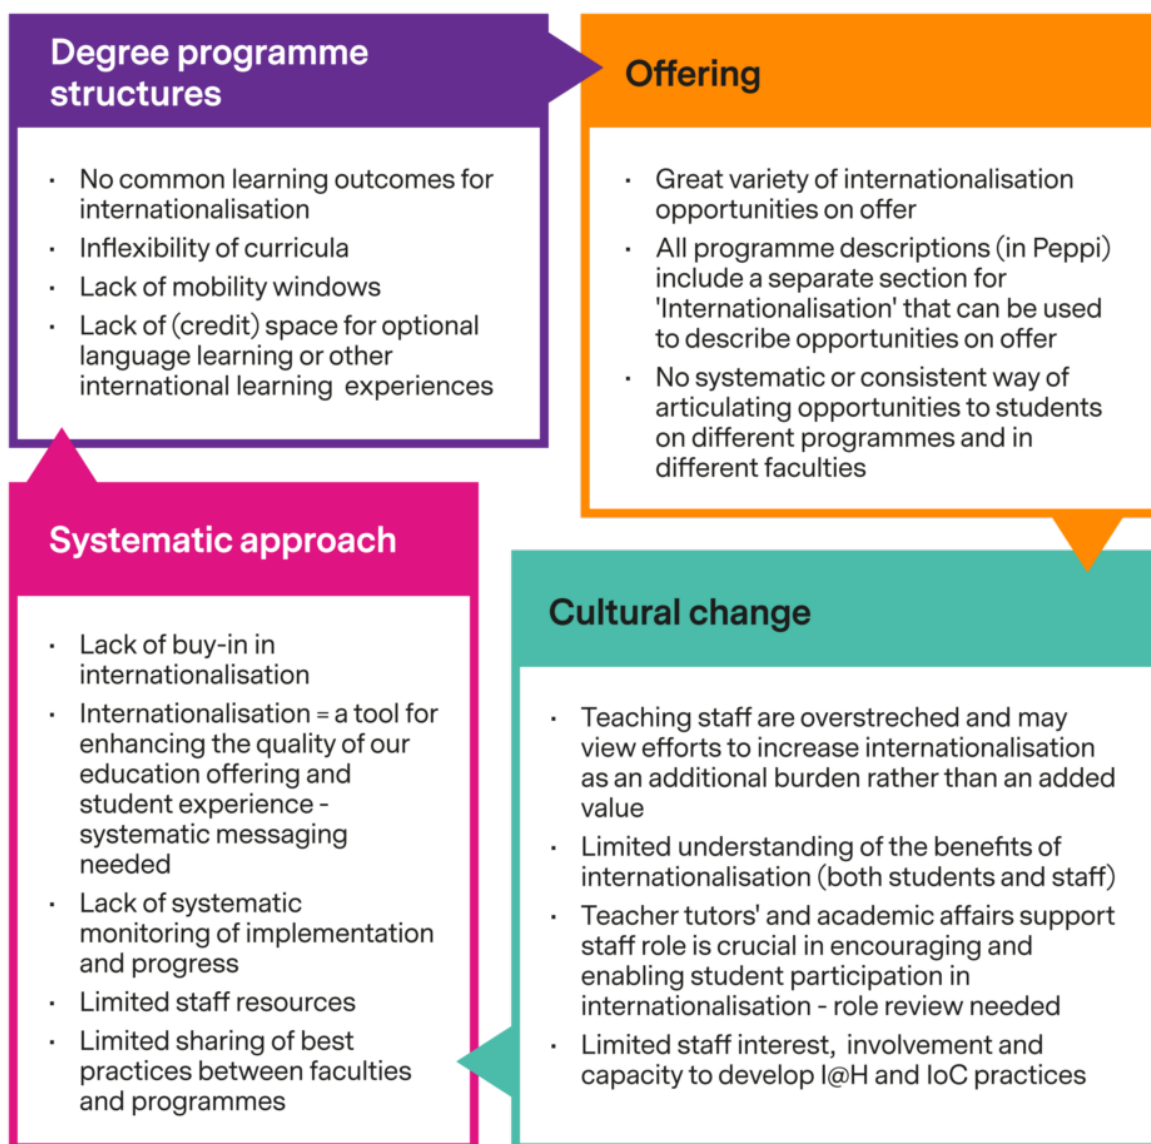 Degree programme
structures
· No common learning outcomes for
internationalisation
· Inflexibility of curricula
· Lack of mobility windows
· Lack of (credit) space for optional
language learning or other
international learning experiences
Offering
· Great variety of internationalisation
opportunities on offer
· All programme descriptions (in Peppi)
include a separate section for
'Internationalisation' that can be used
to describe opportunities on offer
· No systematic or consistent way of
articulating opportunities to students
on different programmes and in
different faculties
Systematic approach
· Lack of buy-in in
internationalisation
· Internationalisation = a tool for
enhancing the quality of our
education offering and
student experience -
systematic messaging
needed
· Lack of systematic
monitoring of implementation
and progress
· Limited staff resources
· Limited sharing of best
practices between faculties
and programmes
Cultural change
· Teaching staff are overstreched and may
view efforts to increase internationalisation
as an additional burden rather than an added
value
· Limited understanding of the benefits of
internationalisation (both students and staff)
· Teacher tutors' and academic affairs support
staff role is crucial in encouraging and
enabling student participation in
internationalisation - role review needed
· Limited staff interest, involvement and
capacity to develop I@H and IoC practices